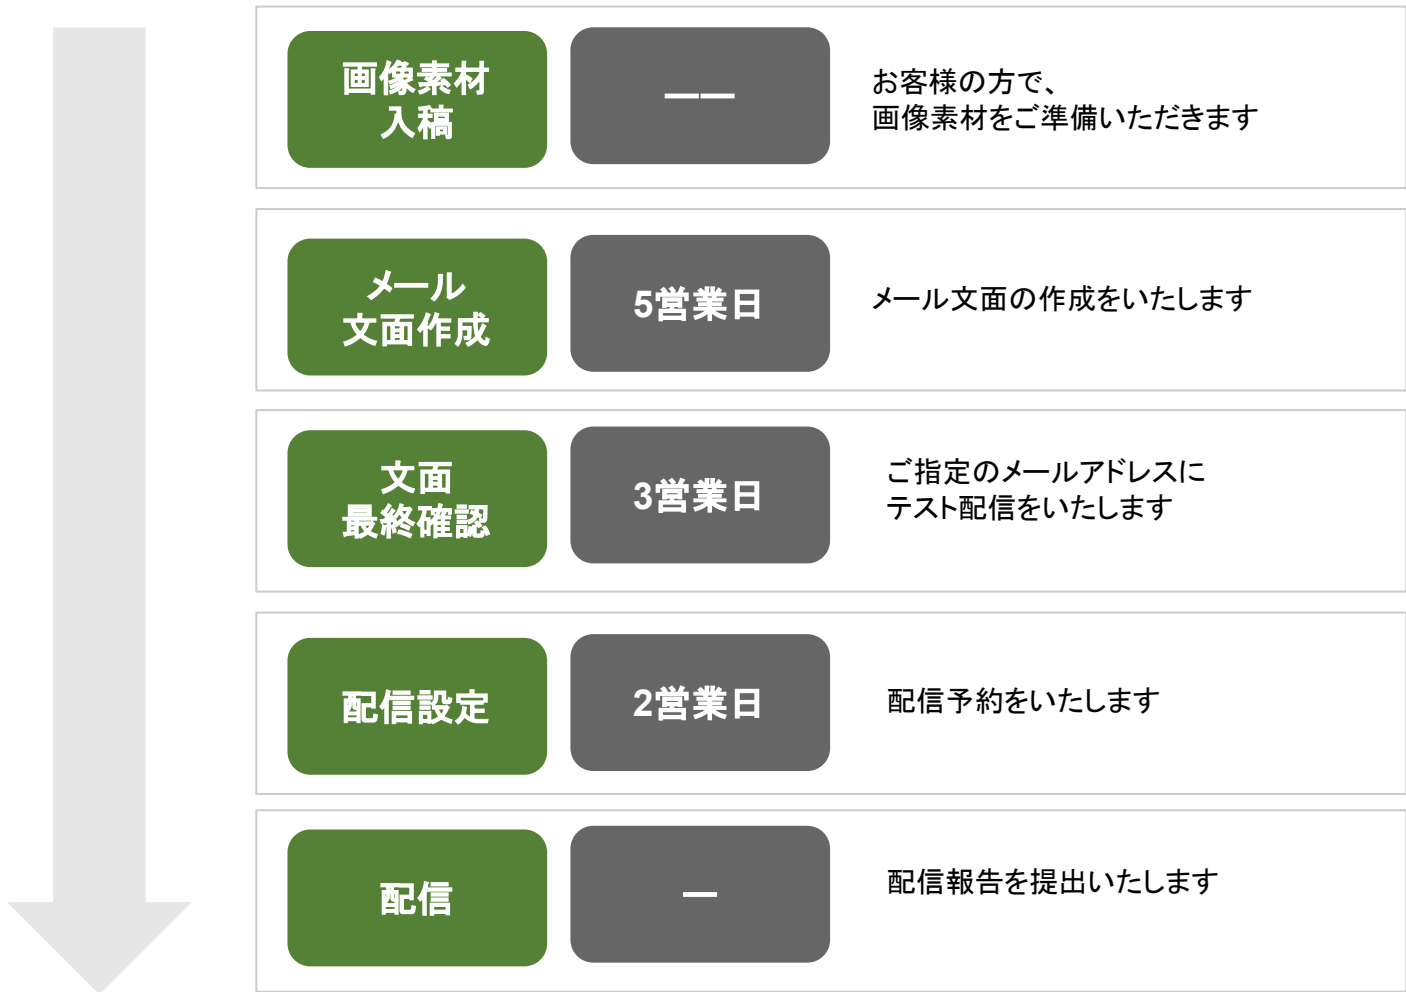 画像素材
入稿
——
お客様の方で、
画像素材をご準備いただきます
メール
文面作成
5営業日
メール文面の作成をいたします
文面
最終確認
3営業日
ご指定のメールアドレスに
テスト配信をいたします
配信設定
2営業日
配信予約をいたします
配信
—
配信報告を提出いたします